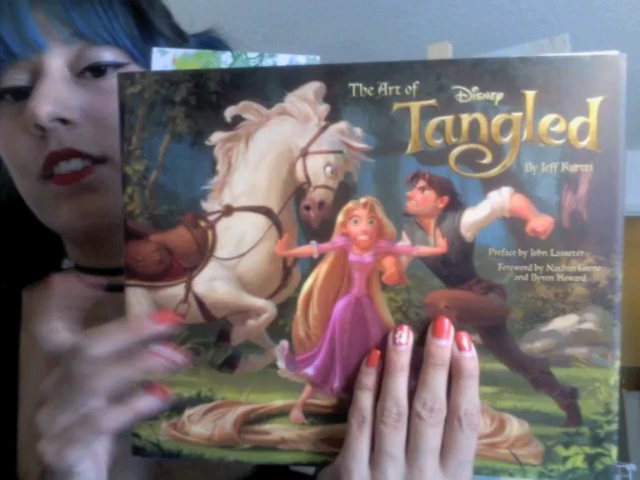 The Art of
Disney
Tangled
By Jeff Kurtti
Preface by John Lasseter
Foreword by Nathan Greno
and Byron Howard